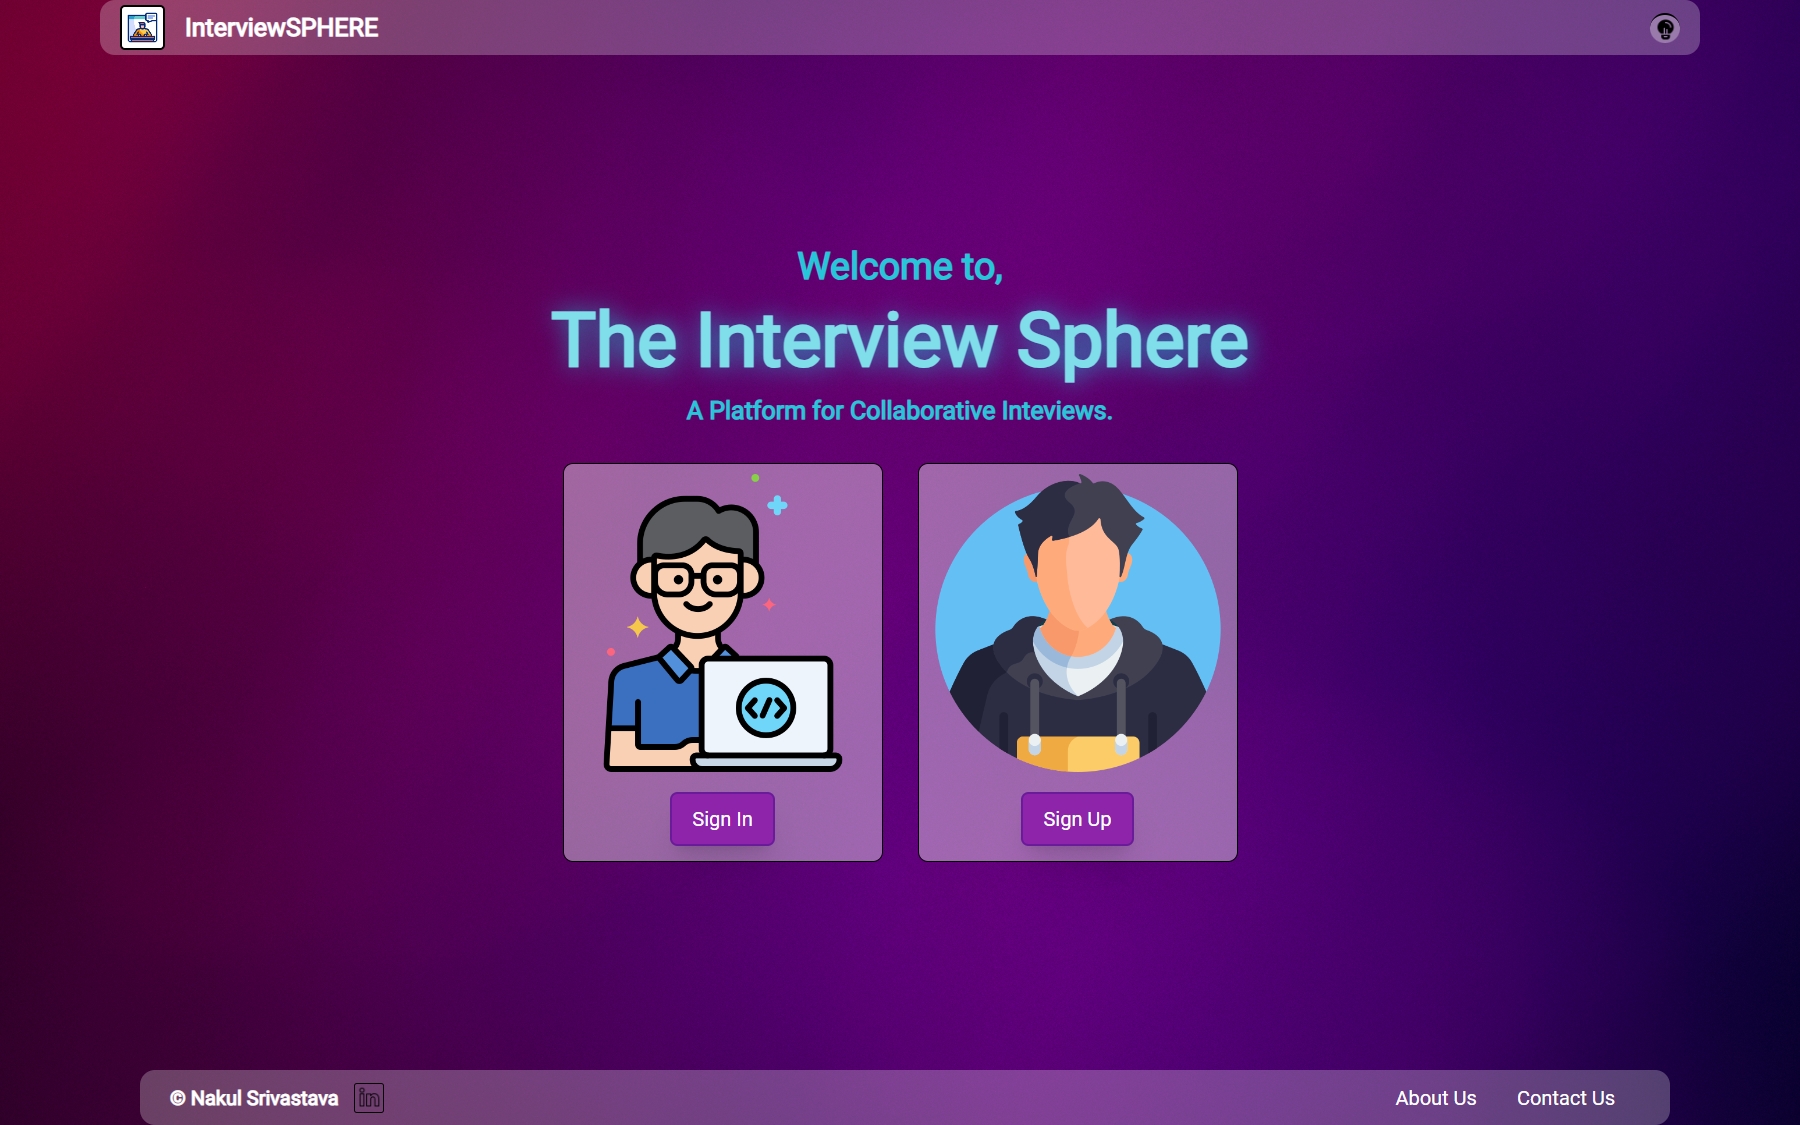 InterviewSPHERE
Welcome to,
The Interview Sphere
A Platform for Collaborative Inteviews.
</>
Sign In
Sign Up
© Nakul Srivastava
in
About Us
Contact Us